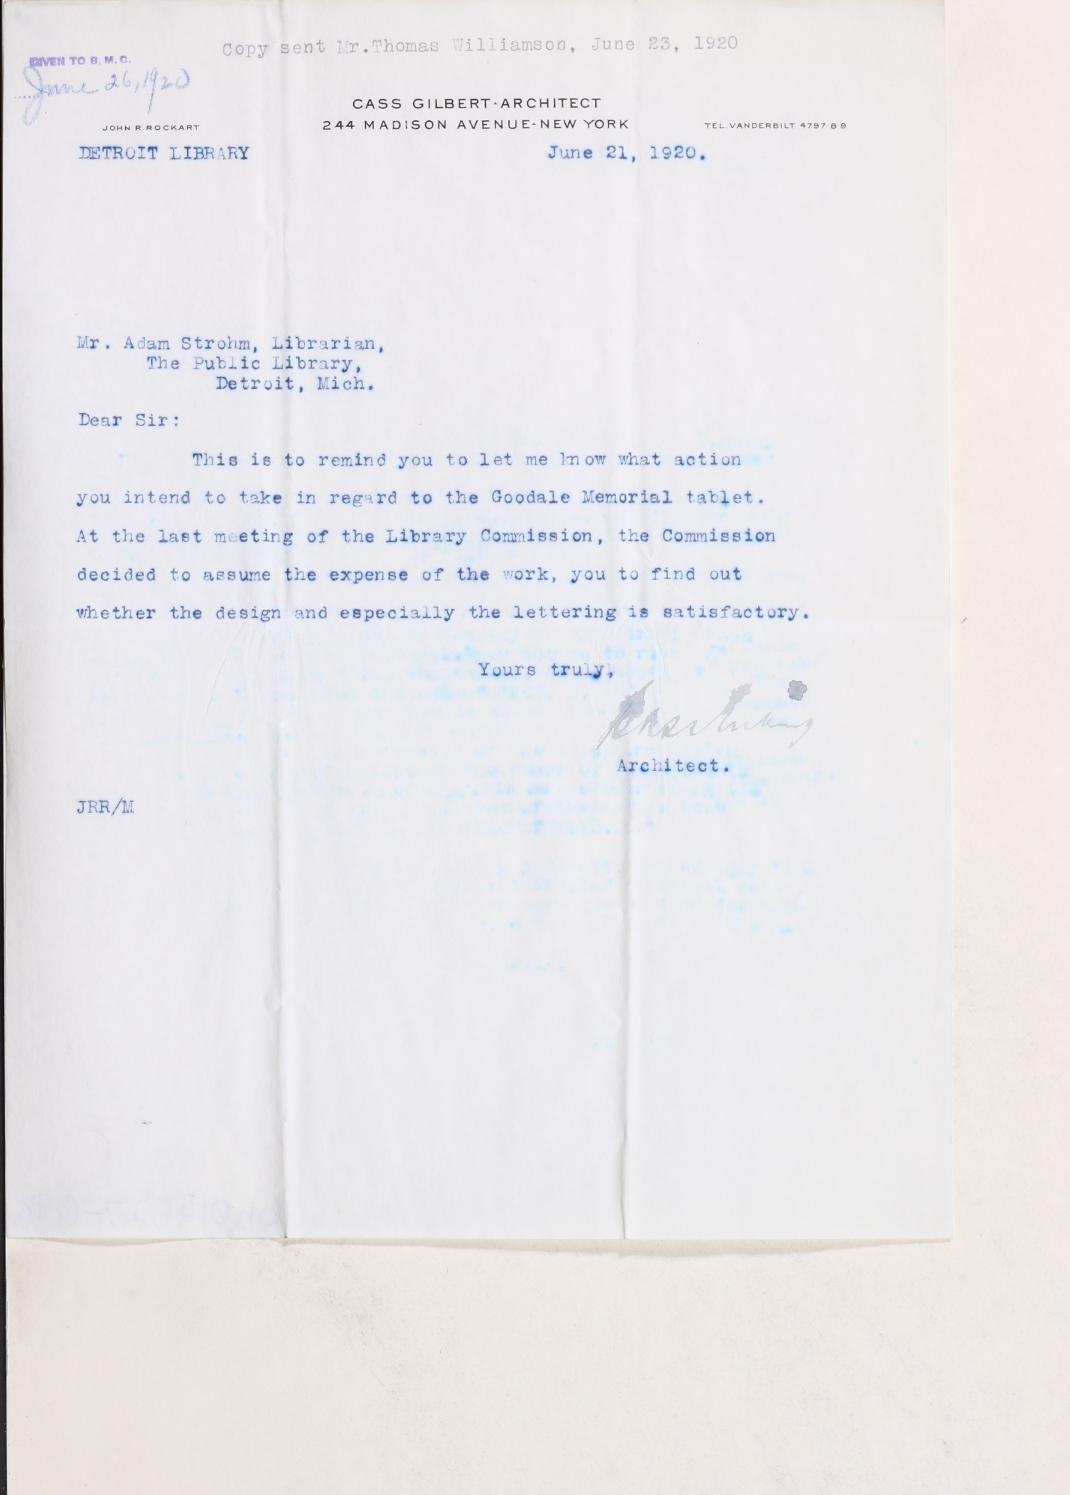 Copy sent Mr.Thomas Williamson, June 23, 1920
GIVEN TO B. M. C.
June 26, 1920
CASS GILBERT·ARCHITECT
244 MADISON AVENUE-NEW YORK
JOHN R. ROCKART
TEL. VANDERBILT 4797-8-9
DETROIT LIBRARY June 21, 1920.
Mr. Adam Strohm, Librarian,
The Public Library,
Detroit, Mich.
Dear Sir:
This is to remind you to let me know what action
you intend to take in regard to the Goodale Memorial tablet.
At the last meeting of the Library Commission, the Commission
decided to assume the expense of the work, you to find out
whether the design and especially the lettering is satisfactory.
Yours truly,
Architect.
JRR/M